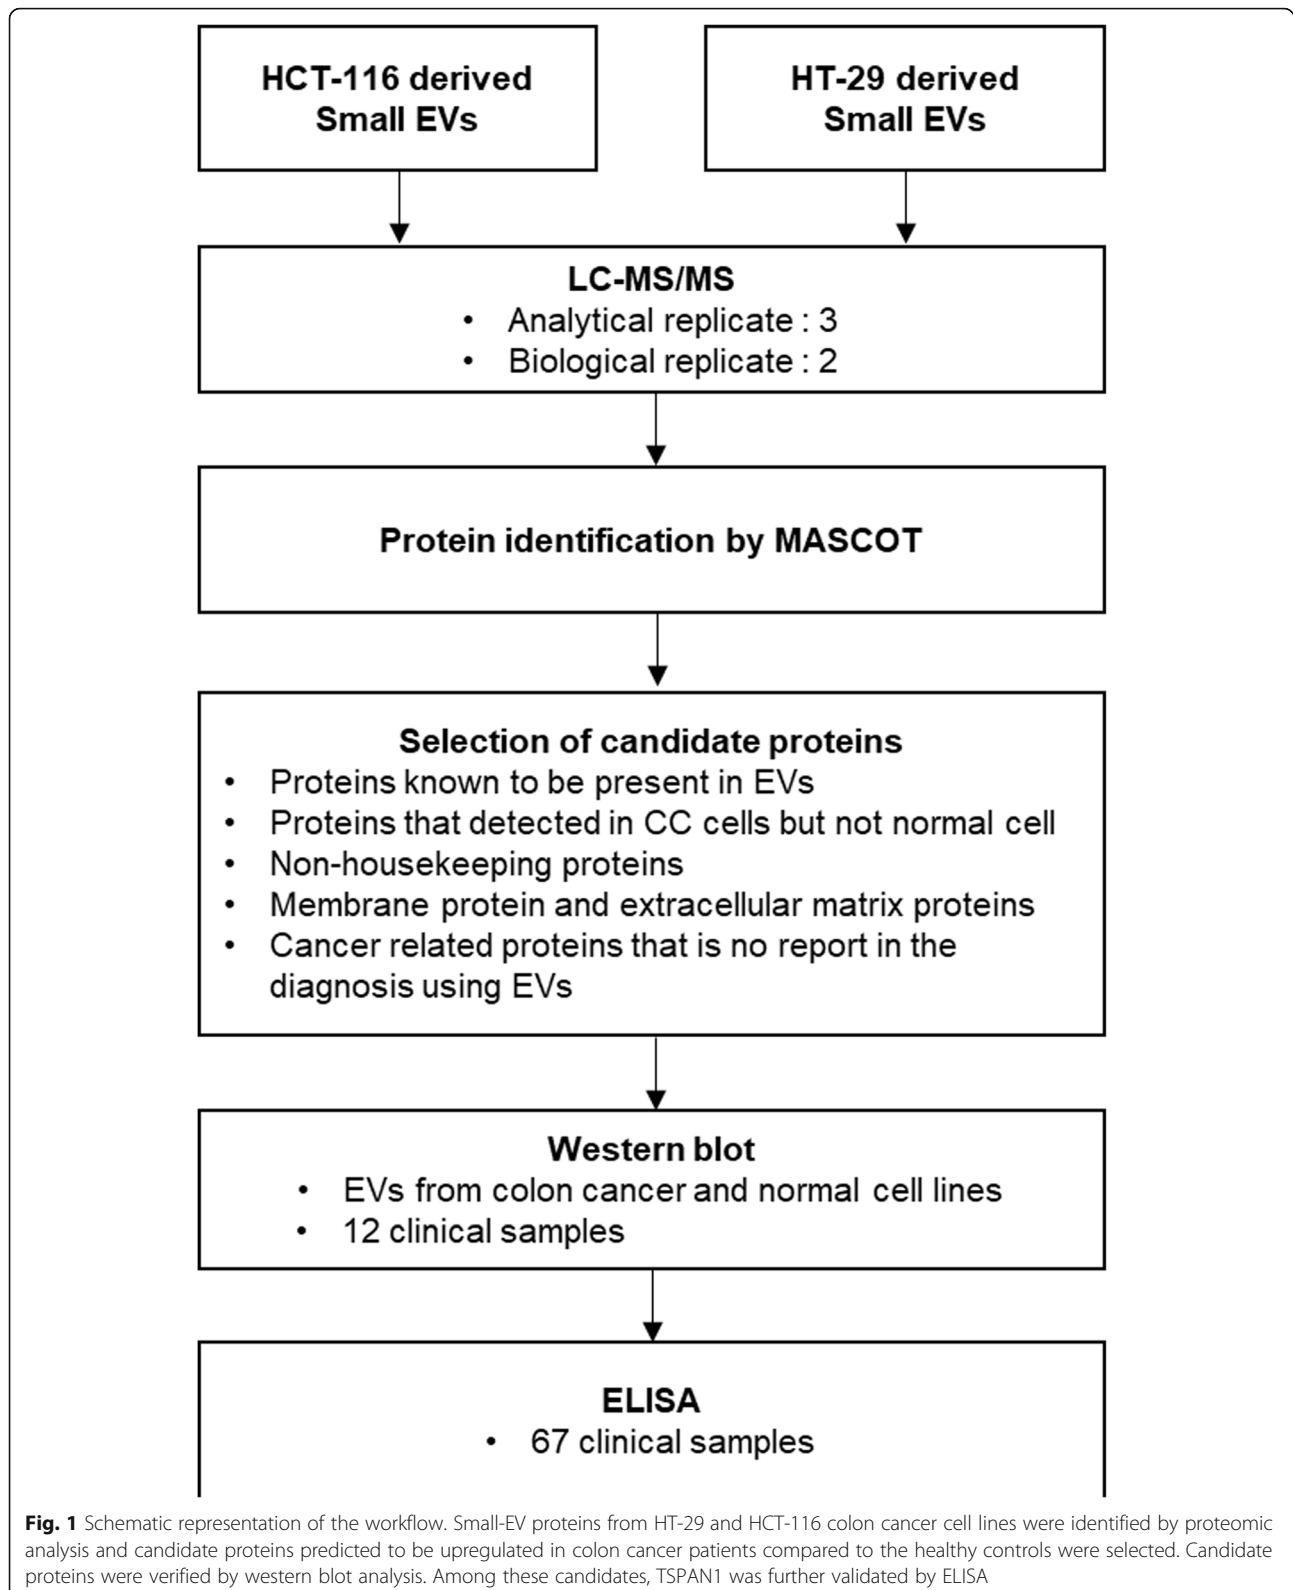 HCT-116 derived
Small EVs
HT-29 derived
Small EVs
LC-MS/MS
• Analytical replicate : 3
• Biological replicate : 2
Protein identification by MASCOT
Selection of candidate proteins
• Proteins known to be present in EVs
• Proteins that detected in CC cells but not normal cell
• Non-housekeeping proteins
• Membrane protein and extracellular matrix proteins
• Cancer related proteins that is no report in the
diagnosis using EVs
Western blot
• EVs from colon cancer and normal cell lines
• 12 clinical samples
ELISA
• 67 clinical samples
Fig. 1 Schematic representation of the workflow. Small-EV proteins from HT-29 and HCT-116 colon cancer cell lines were identified by proteomic
analysis and candidate proteins predicted to be upregulated in colon cancer patients compared to the healthy controls were selected. Candidate
proteins were verified by western blot analysis. Among these candidates, TSPAN1 was further validated by ELISA